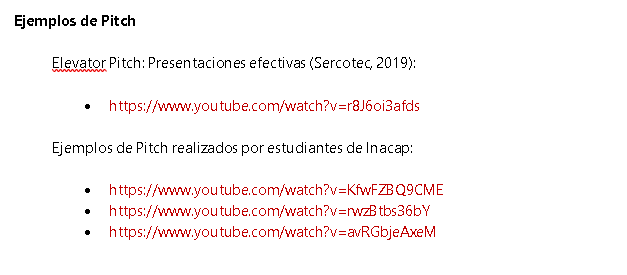 Ejemplos de Pitch
Elevator Pitch: Presentaciones efectivas (Sercotec, 2019):
• https://www.youtube.com/watch?v=r8J6oi3afds
Ejemplos de Pitch realizados por estudiantes de Inacap:
• https://www.youtube.com/watch?v=KfwFZBQ9CME
• https://www.youtube.com/watch?v=rwzBtbs36bY
• https://www.youtube.com/watch?v=avRGbjeAxeM